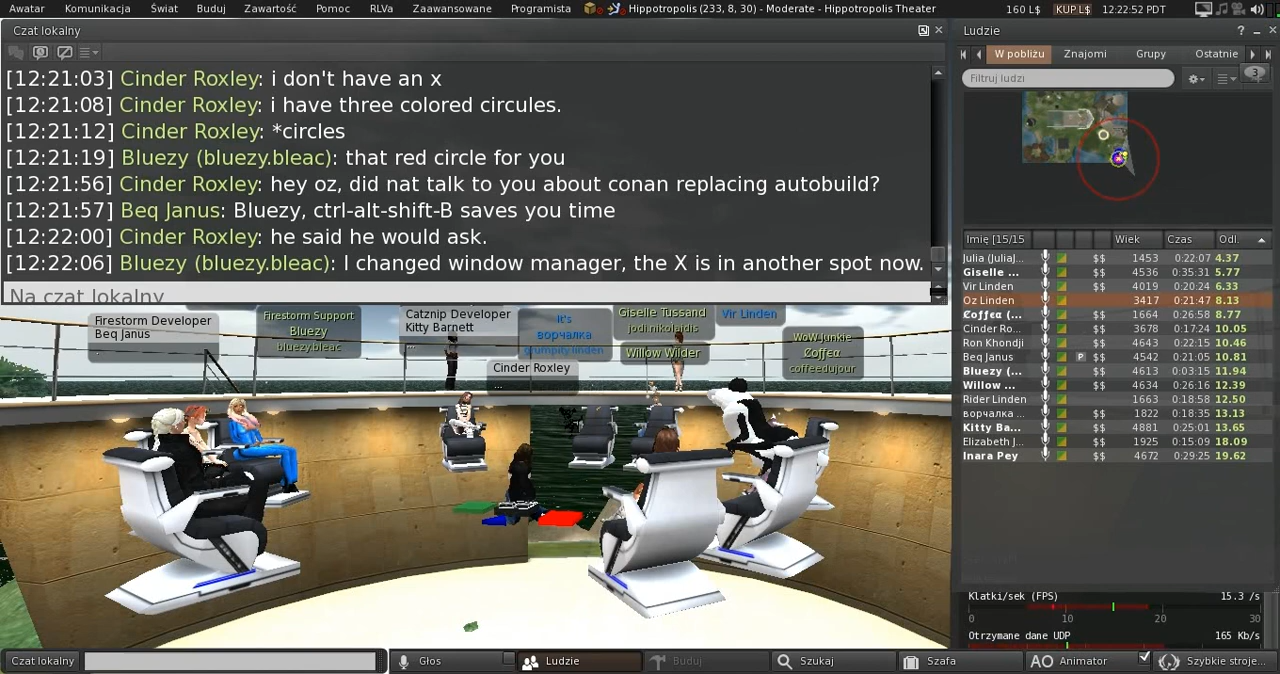 Awatar Komunikacja Świat Buduj Zawartość Pomoc RLVa Zaawansowane Programista Hippotropolis (233, 8, 30) - Moderate - Hippotropolis Theater 160 L$ KUP L$ 12:22:52 PDT
Czat lokalny
[12:21:03] Cinder Roxley: i don't have an x
[12:21:08] Cinder Roxley: i have three colored circules.
[12:21:12] Cinder Roxley: *circles
[12:21:19] Bluezy (bluezy.bleac): that red circle for you
[12:21:56] Cinder Roxley: hey oz, did nat talk to you about conan replacing autobuild?
[12:21:57] Beq Janus: Bluezy, ctrl-alt-shift-B saves you time
[12:22:00] Cinder Roxley: he said he would ask.
[12:22:06] Bluezy (bluezy.bleac): I changed window manager, the X is in another spot now.
Na czat lokalny
Firestorm Developer
Beq Janus
Firestorm Support
Bluezy
bluezy.bleac
Catznip Developer
Kitty Barnett
...
It's
ворчалка
grumpity.linden
Giselle Tussand
jodi.nikolaidis
Vir Linden
Willow Wilder
WoW Junkie
Cσffєα
coffeedujour
Cinder Roxley
...
Ludzie
W pobliżu Znajomi Grupy Ostatnie
Filtruj ludzi
3
Imię [15/15 Wiek Czas Odl.
Julia (JuliaJ... $$ 1453 0:22:07 4.37
Giselle ... $$ 4536 0:35:31 5.77
Vir Linden $$ 4019 0:20:24 6.33
Oz Linden 3417 0:21:47 8.13
Cσffєα (... $$ 1664 0:26:58 8.77
Cinder Ro... $$ 3678 0:17:24 10.05
Ron Khondji $$ 4643 0:22:15 10.46
Beq Janus P $$ 4542 0:21:05 10.81
Bluezy (... $$ 4613 0:03:15 11.94
Willow ... $$ 4634 0:26:16 12.39
Rider Linden 1663 0:18:58 12.50
ворчалка ... $$ 1822 0:18:35 13.13
Kitty Ba... $$ 4881 0:25:01 13.65
Elizabeth J... $$ 1925 0:15:09 18.09
Inara Pey $$ 4672 0:29:25 19.62
Klatki/sek (FPS) 15.3 /s
0 10 20 30
Otrzymane dane UDP 165 Kb/s
Czat lokalny Głos Ludzie Buduj Szukaj Szafa AO Animator Szybkie stroje...